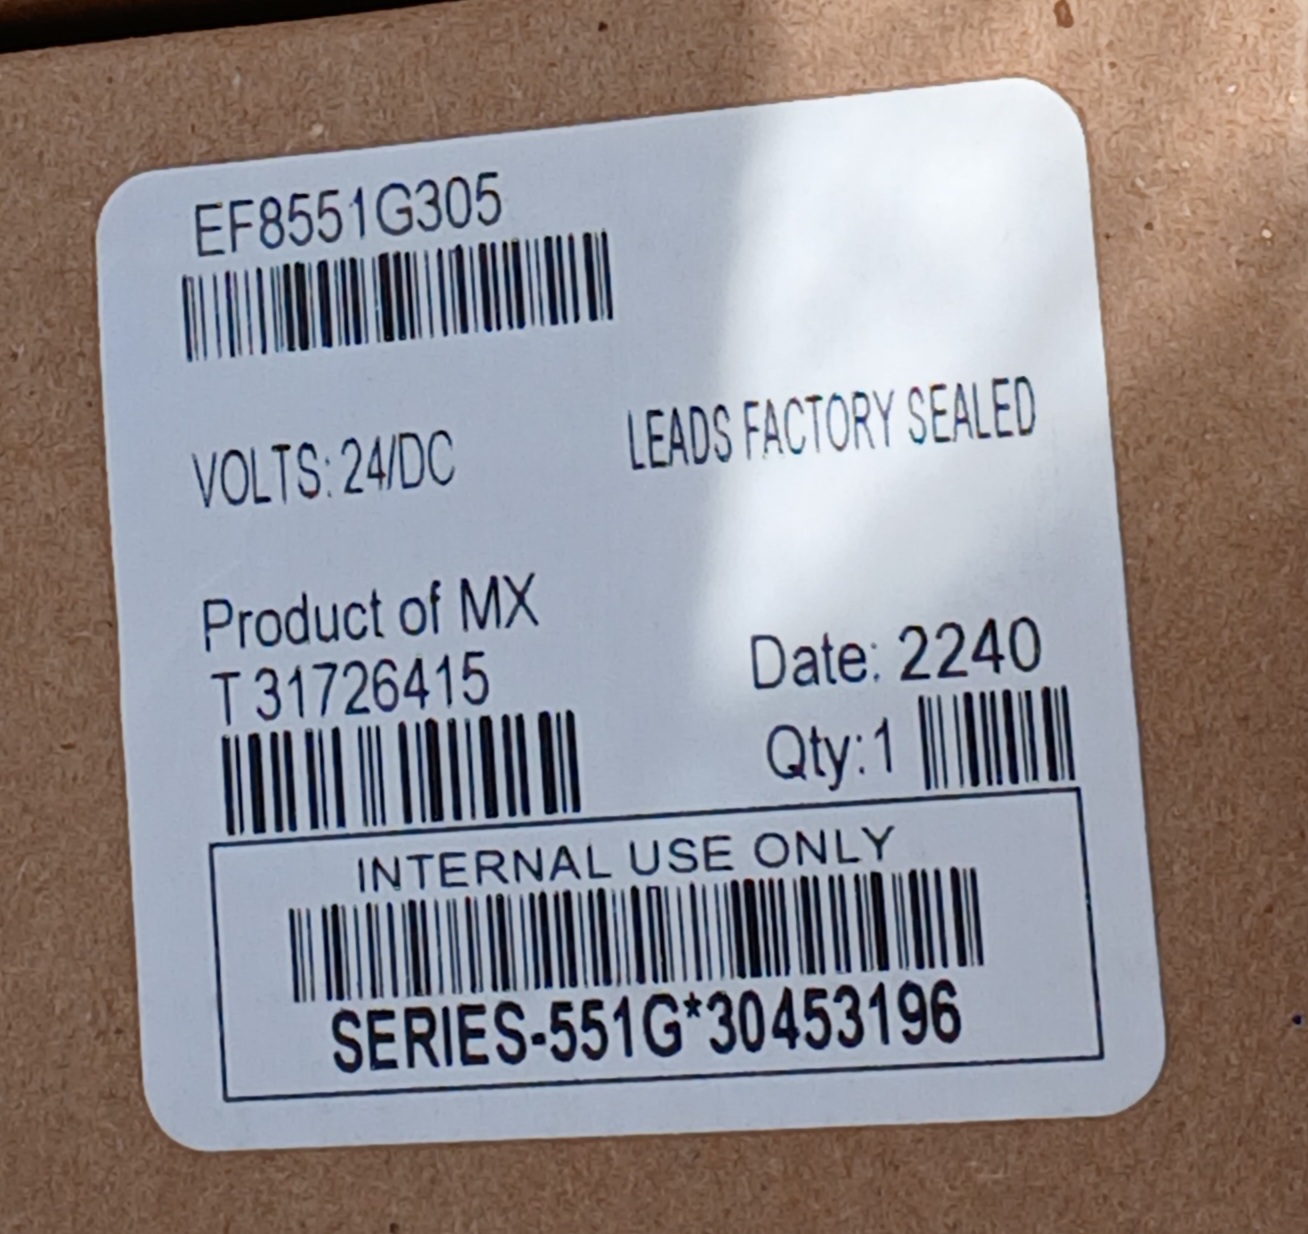 EF8551G305
VOLTS: 24/DC
LEADS FACTORY SEALED
Product of MX
T 31726415
Date: 2240
Qty:1
INTERNAL USE ONLY
SERIES-551G*30453196